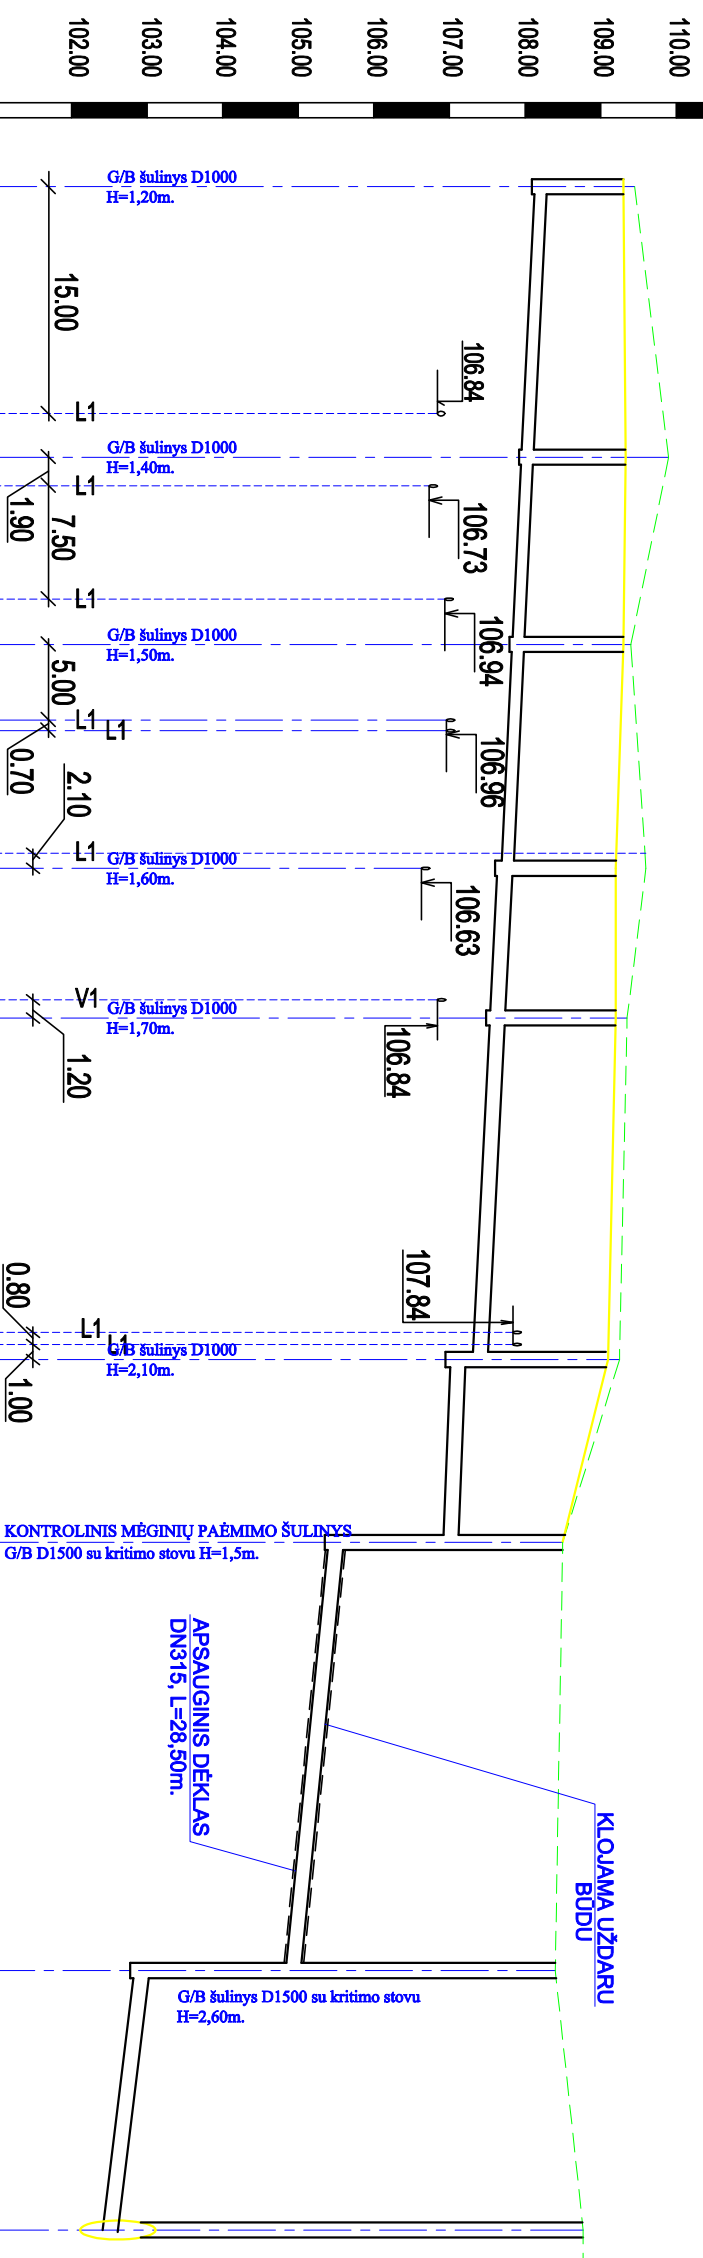 102.00
103.00
104.00
105.00
106.00
107.00
108.00
109.00
110.00
G/B šulinys D1000
H=1,20m.
15.00
106.84
L1
G/B šulinys D1000
H=1,40m.
L1
1.90
7.50
106.73
L1
G/B šulinys D1000
H=1,50m.
106.94
5.00
L1
L1
0.70
106.96
2.10
L1
G/B šulinys D1000
H=1,60m.
106.63
V1
G/B šulinys D1000
H=1,70m.
1.20
106.84
107.84
0.80
L1
L1
G/B šulinys D1000
H=2,10m.
1.00
KONTROLINIS MĖGINIŲ PAĖMIMO ŠULINYS
G/B D1500 su kritimo stovu H=1,5m.
APSAUGINIS DĖKLAS
DN315, L=28,50m.
KLOJAMA UŽDARU
BŪDU
G/B šulinys D1500 su kritimo stovu
H=2,60m.